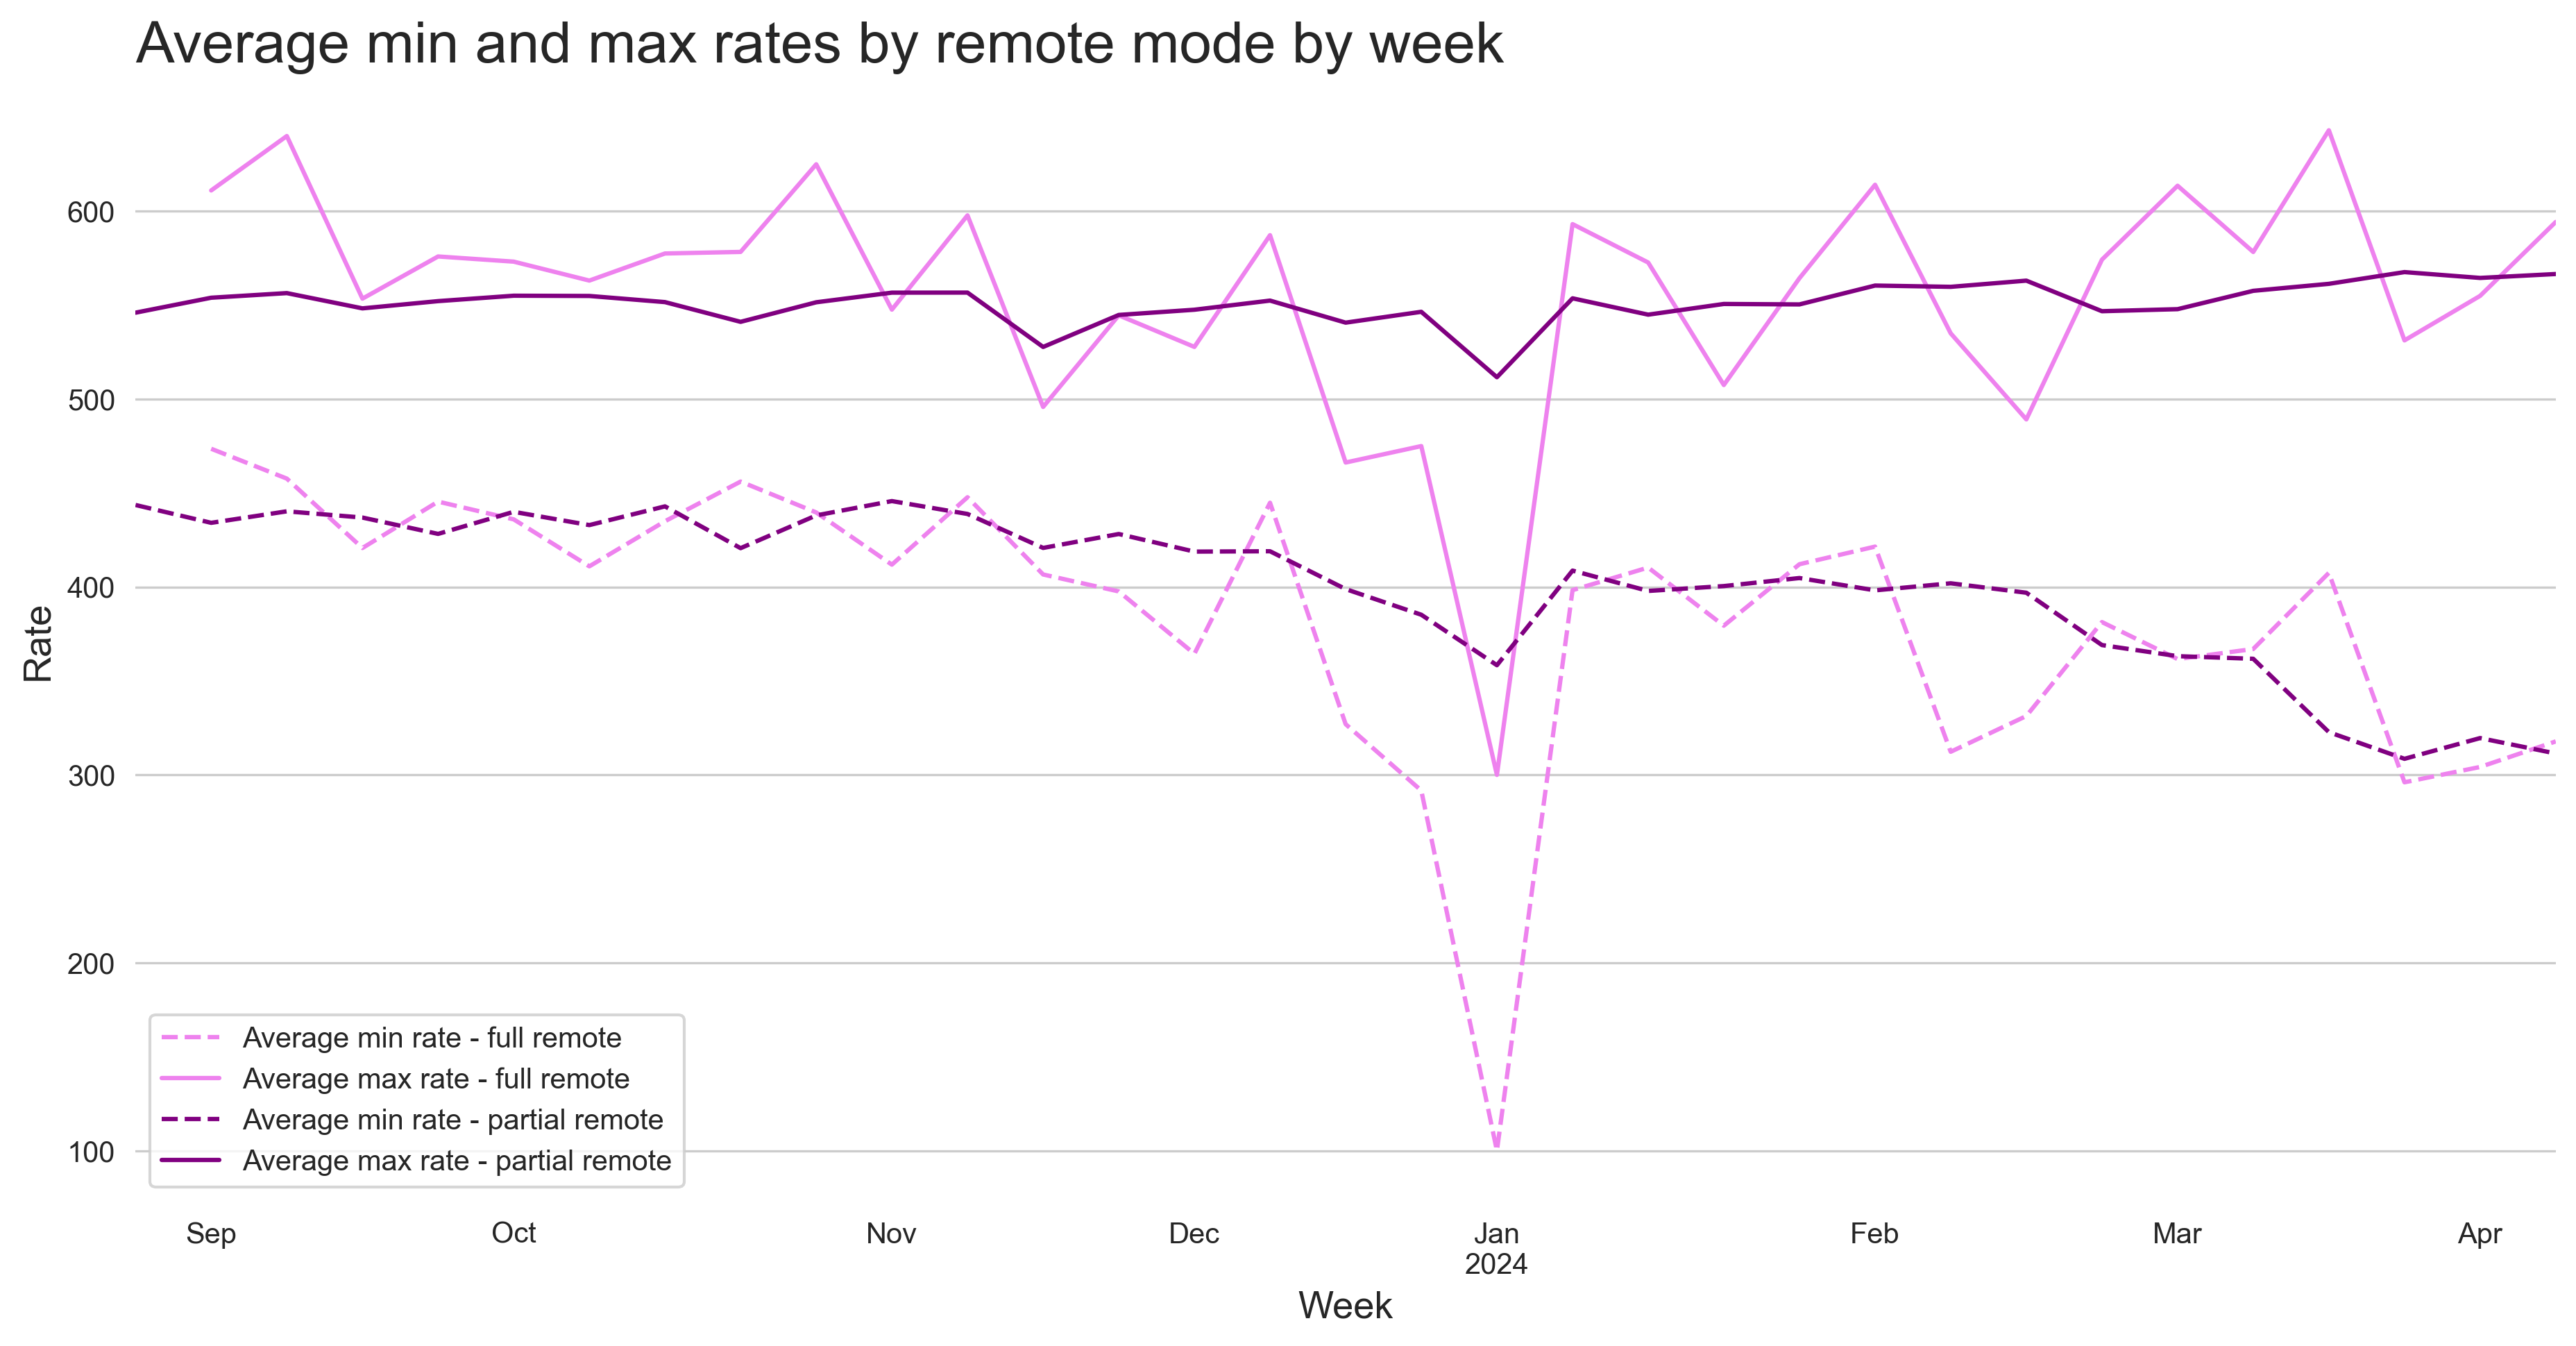 Average min and max rates by remote mode by week
600
500
400
300
200
100
Rate
Average min rate - full remote
Average max rate - full remote
Average min rate - partial remote
Average max rate - partial remote
Sep Oct Nov Dec Jan Feb Mar Apr
2024
Week